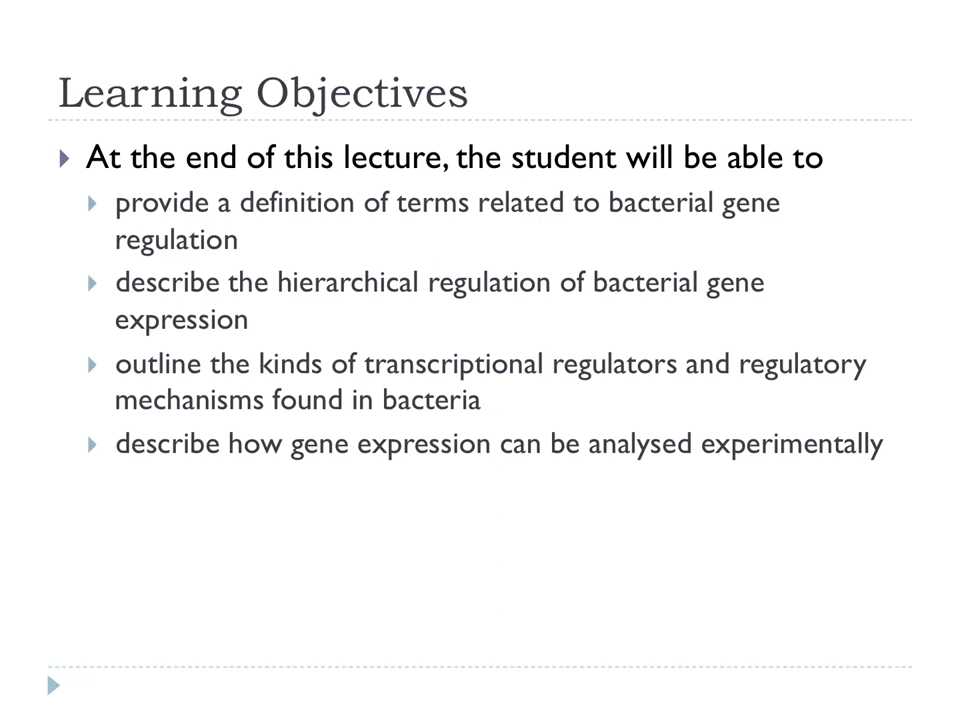 Learning Objectives
At the end of this lecture, the student will be able to
provide a definition of terms related to bacterial gene
regulation
describe the hierarchical regulation of bacterial gene
expression
outline the kinds of transcriptional regulators and regulatory
mechanisms found in bacteria
describe how gene expression can be analysed experimentally